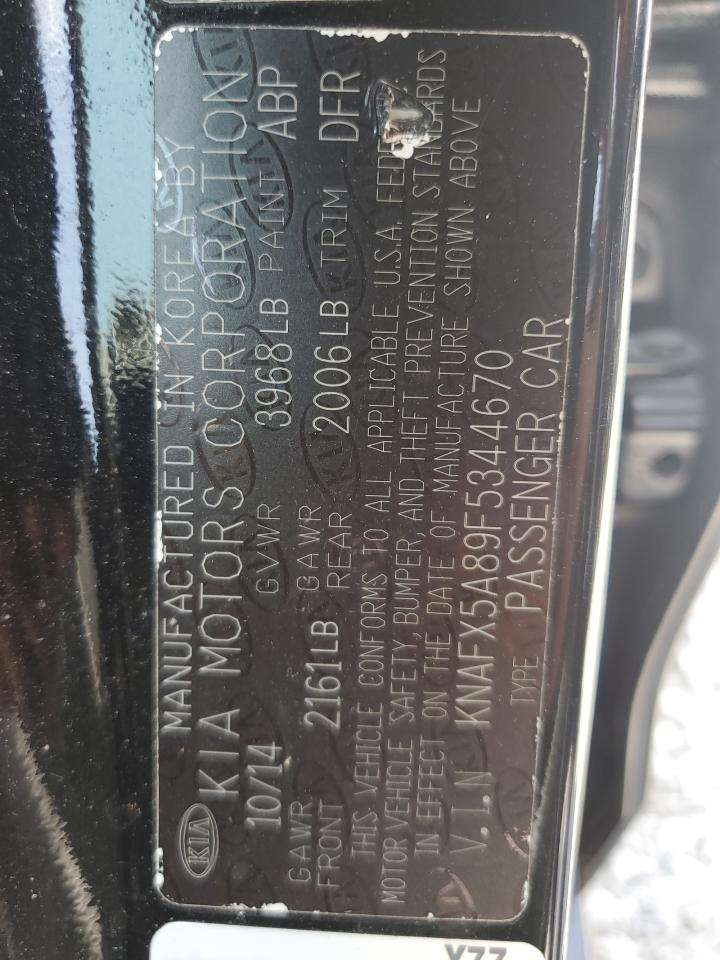 MANUFACTURED IN KOREA BY
KIA KIA MOTORS CORPORATION
10/14 GVWR 3968LB PAINT ABP
GAWR FRONT 2161LB GAWR REAR 2006LB TRIM DFR
THIS VEHICLE CONFORMS TO ALL APPLICABLE U.S.A
MOTOR VEHICLE SAFETY, BUMPER, AND THEFT PREVENTION STANDARDS
IN EFFECT ON THE DATE OF MANUFACTURE SHOWN ABOVE
V.I.N KNAFX5A89F5344670
TYPE PASSENGER CAR